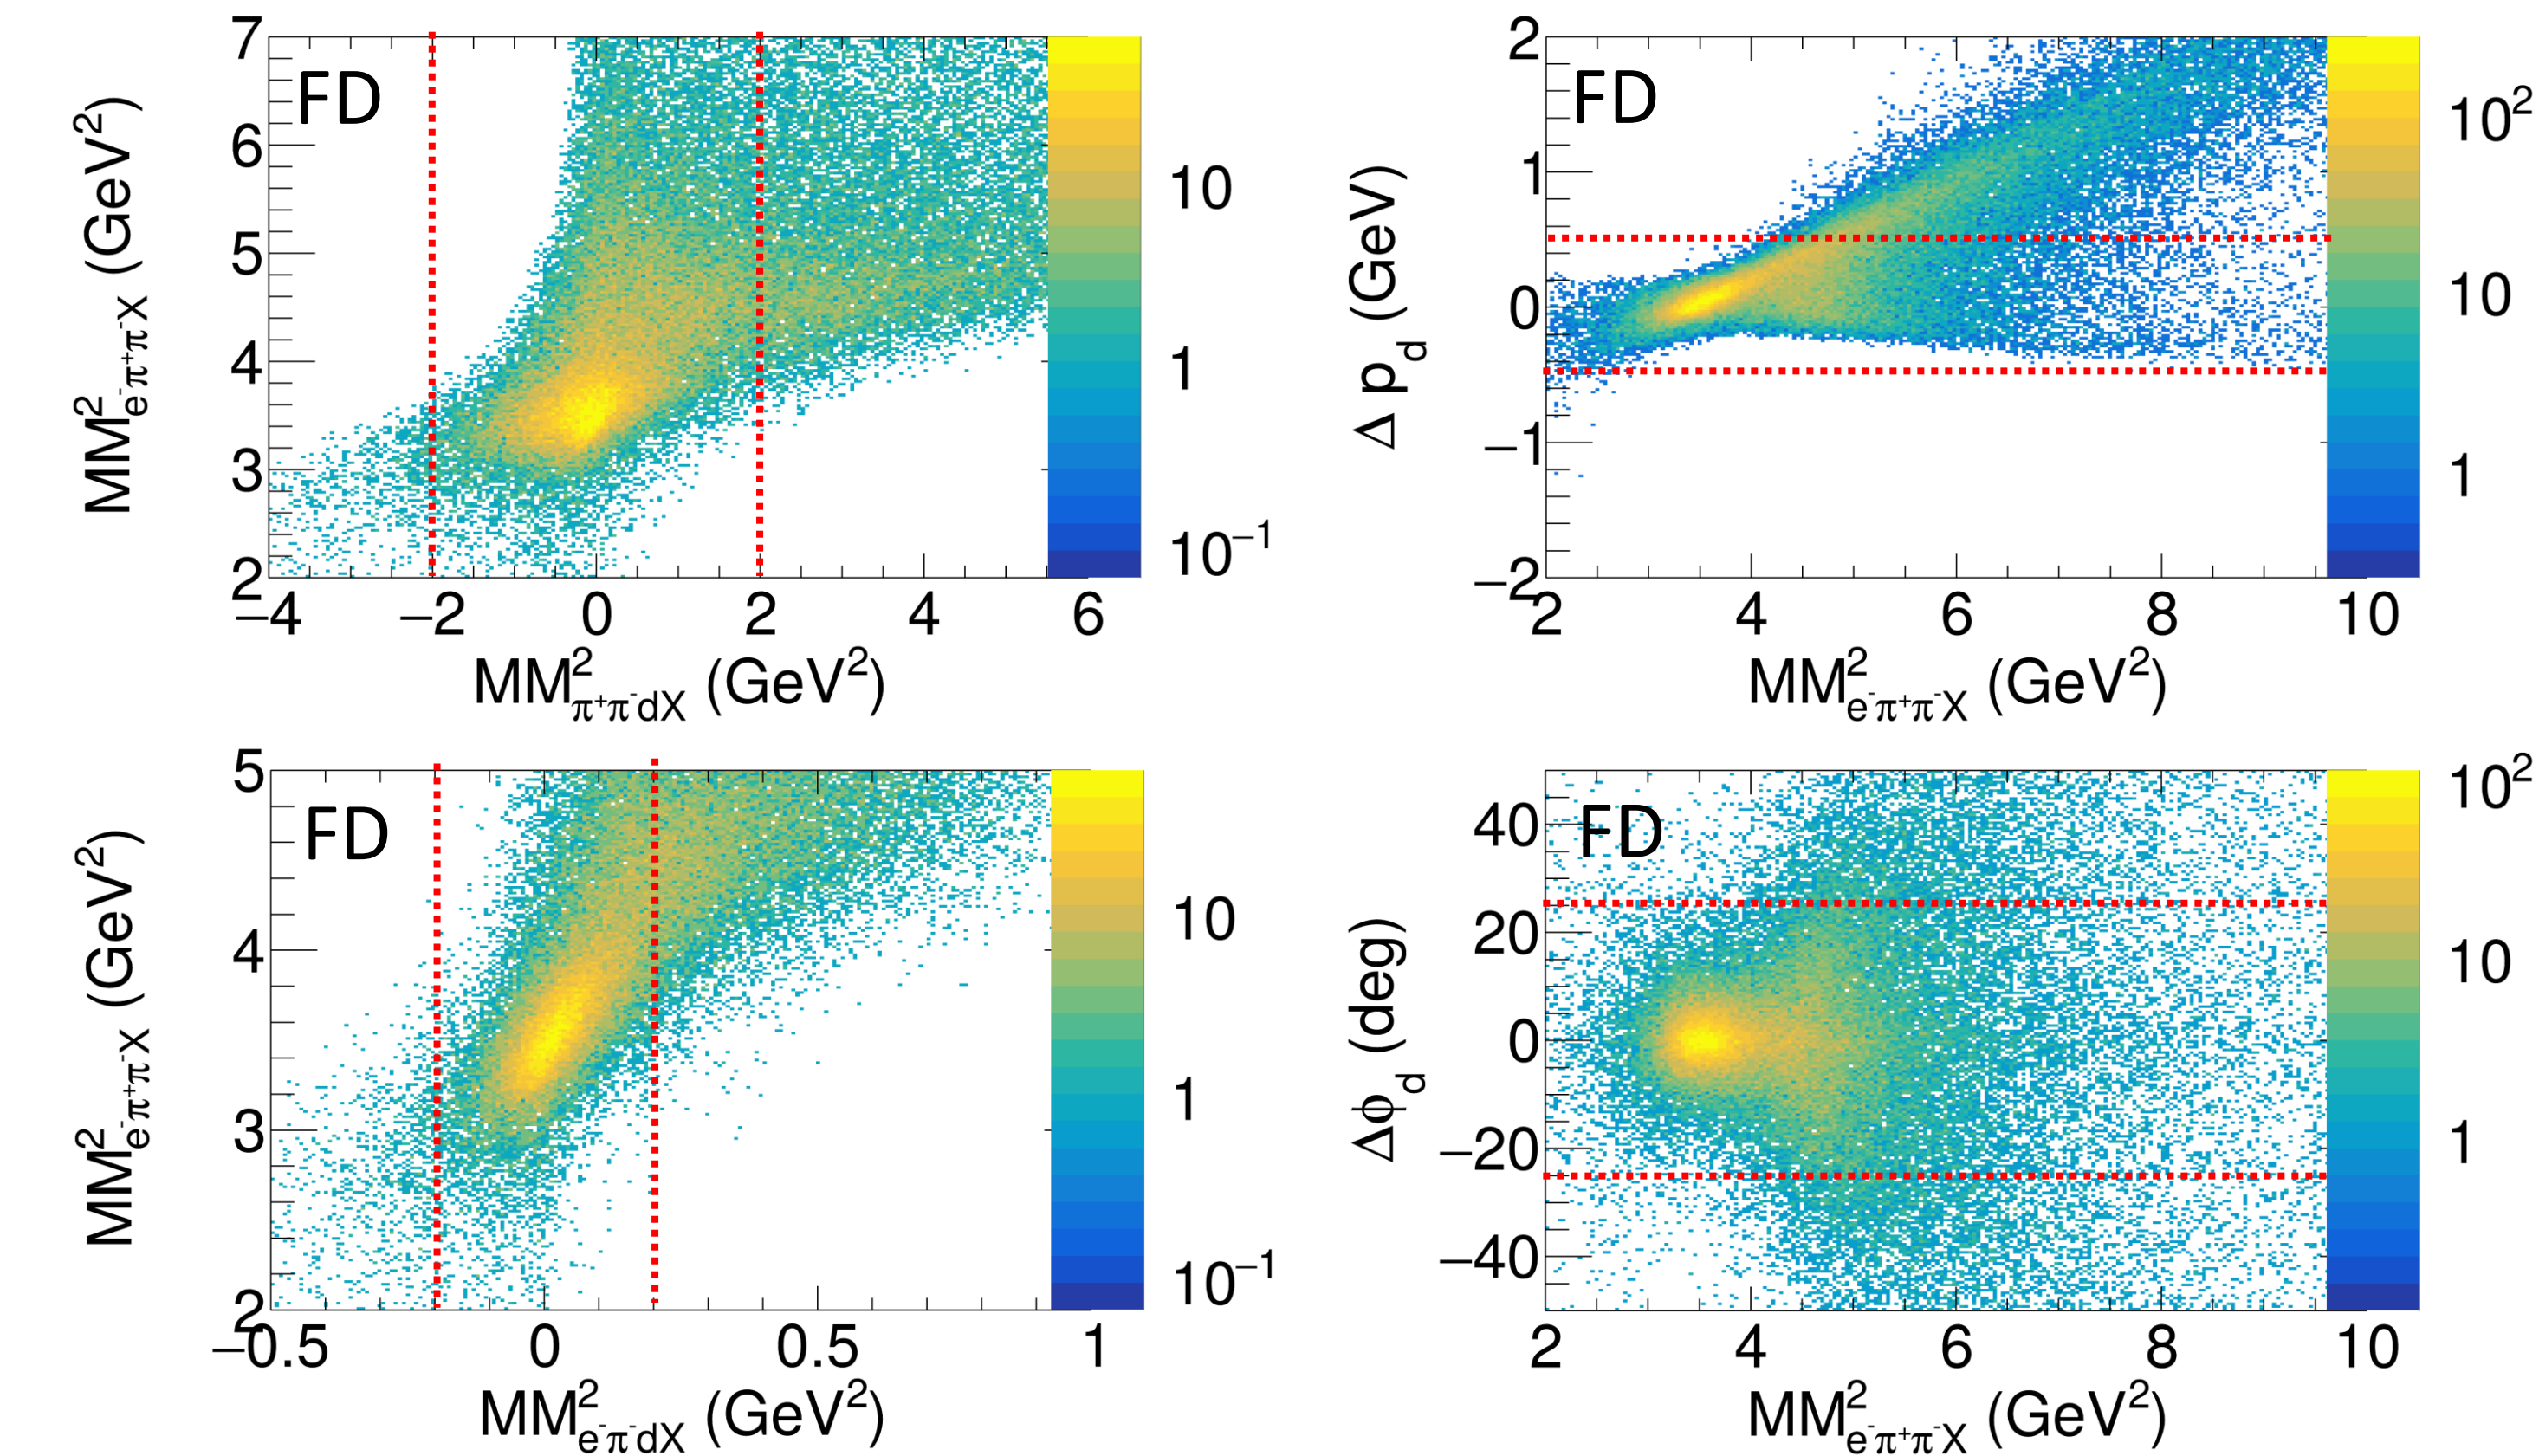 7
6
5
4
3
2
FD
MM²e⁻π⁺π⁻X (GeV²)
−4 −2 0 2 4 6
MM²π⁺π⁻dX (GeV²)
10
1
10⁻¹
2
1
0
−1
−2
FD
Δ p_d (GeV)
2 4 6 8 10
MM²e⁻π⁺π⁻X (GeV²)
10²
10
1
5
4
3
2
FD
MM²e⁻π⁺π⁻X (GeV²)
−0.5 0 0.5 1
MM²e⁻π⁻dX (GeV²)
10
1
10⁻¹
40
20
0
−20
−40
FD
Δϕ_d (deg)
2 4 6 8 10
MM²e⁻π⁺π⁻X (GeV²)
10²
10
1